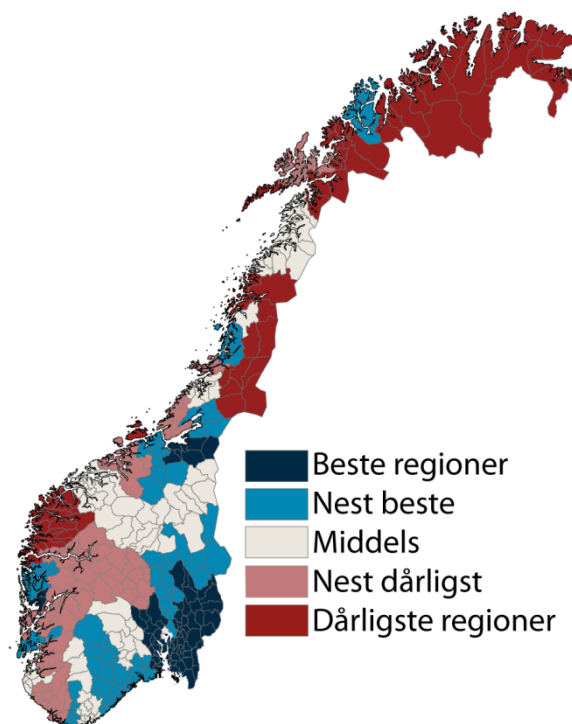 Beste regioner
Nest beste
Middels
Nest dårligst
Dårligste regioner